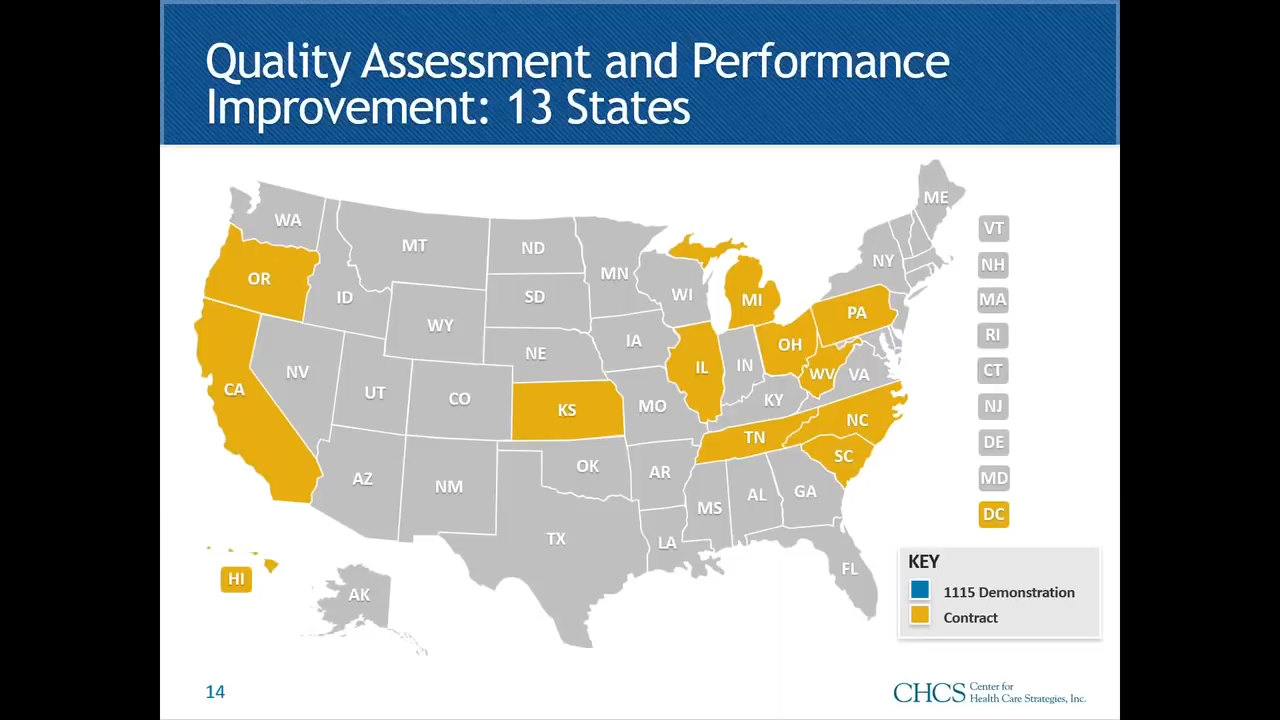 Quality Assessment and Performance
Improvement: 13 States
ME
WA
VT
MT
ND
NY
MN
NH
OR
WI
ID
SD
MI
MA
WY
PA
RI
IA
OH
NE
IL
IN
NV
WV
VA
CT
CA
UT
CO
KS
MO
KY
NJ
NC
TN
DE
SC
OK
AR
AZ
NM
MD
MS
AL
GA
DC
TX
LA
FL
HI
AK
KEY
1115 Demonstration
Contract
14
CHCS Center for
Health Care Strategies, Inc.